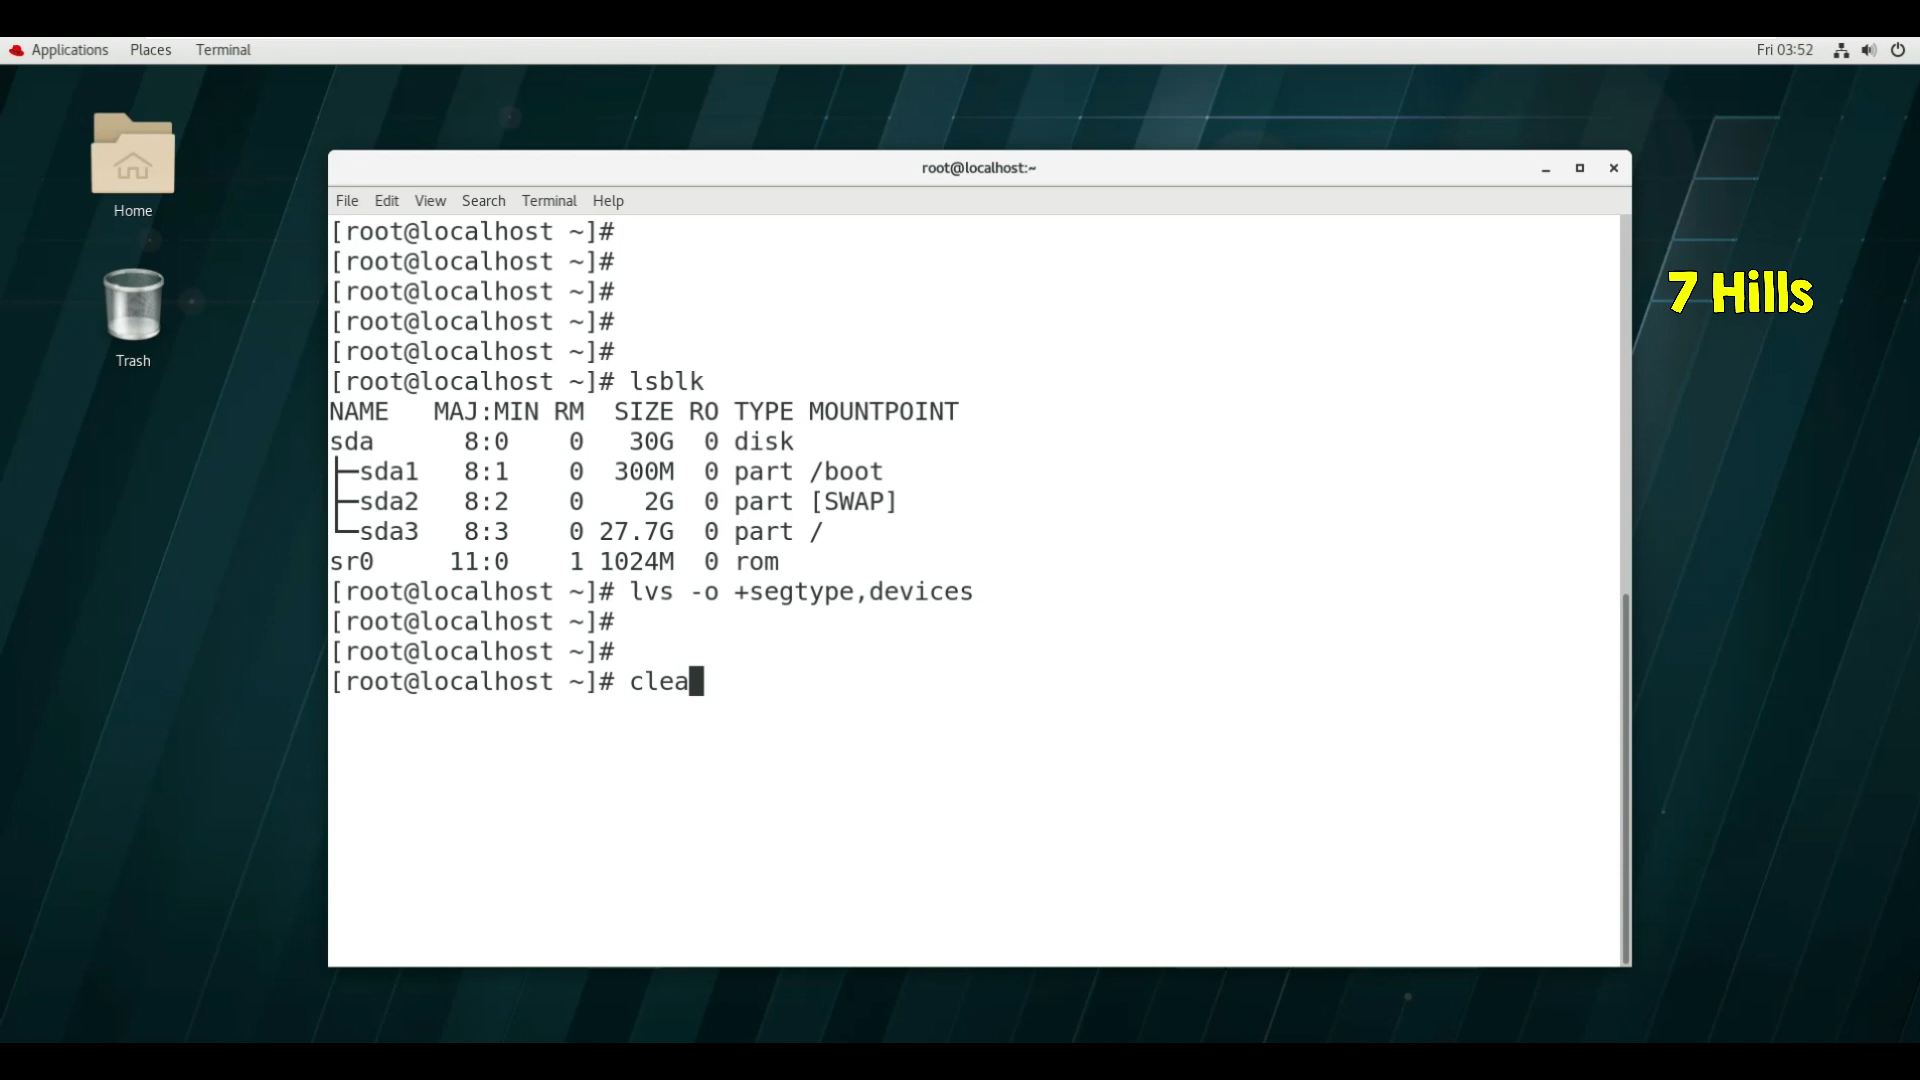 Applications Places Terminal Fri 03:52
Home
Trash
root@localhost:~
File Edit View Search Terminal Help
[root@localhost ~]#
[root@localhost ~]#
[root@localhost ~]#
[root@localhost ~]#
[root@localhost ~]#
[root@localhost ~]# lsblk
NAME   MAJ:MIN RM  SIZE RO TYPE MOUNTPOINT
sda      8:0    0   30G  0 disk
├─sda1   8:1    0  300M  0 part /boot
├─sda2   8:2    0    2G  0 part [SWAP]
└─sda3   8:3    0 27.7G  0 part /
sr0     11:0    1 1024M  0 rom
[root@localhost ~]# lvs -o +segtype,devices
[root@localhost ~]#
[root@localhost ~]#
[root@localhost ~]# clea
7 Hills